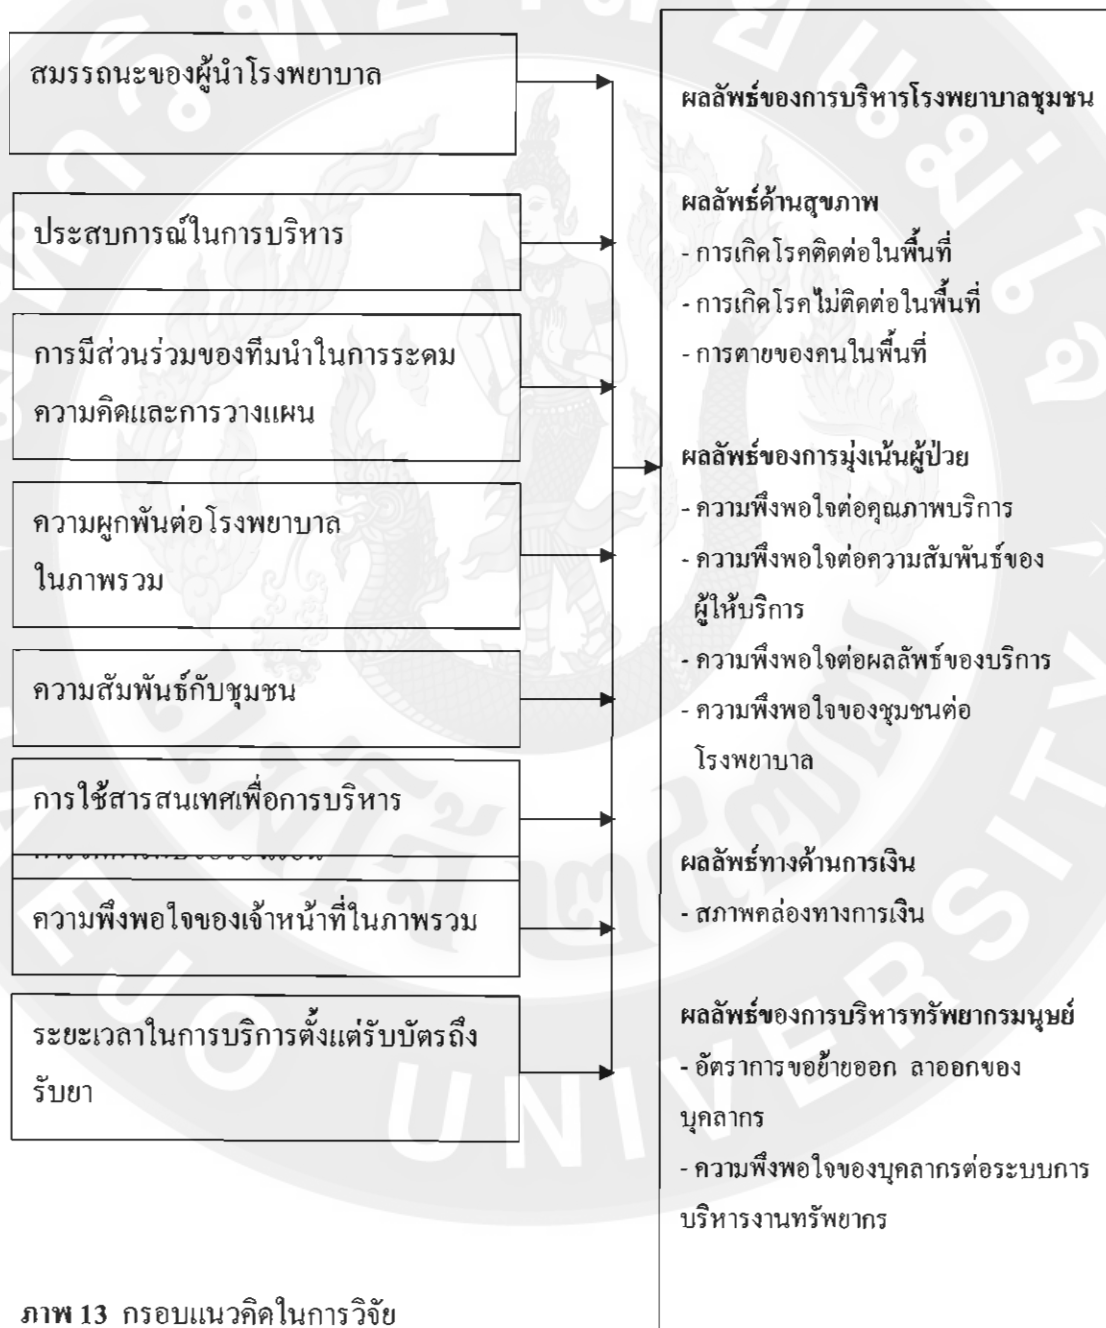 สมรรถนะของผู้นำโรงพยาบาล
ประสบการณ์ในการบริหาร
การมีส่วนร่วมของทีมนำในการระดม
ความคิดและการวางแผน
ความผูกพันต่อโรงพยาบาล
ในภาพรวม
ความสัมพันธ์กับชุมชน
การใช้สารสนเทศเพื่อการบริหาร
ความพึงพอใจของเจ้าหน้าที่ในภาพรวม
ระยะเวลาในการบริการตั้งแต่รับบัตรถึง
รับยา
ผลลัพธ์ของการบริหารโรงพยาบาลชุมชน
ผลลัพธ์ด้านสุขภาพ
- การเกิดโรคติดต่อในพื้นที่
- การเกิดโรคไม่ติดต่อในพื้นที่
- การตายของคนในพื้นที่
ผลลัพธ์ของการมุ่งเน้นผู้ป่วย
- ความพึงพอใจต่อคุณภาพบริการ
- ความพึงพอใจต่อความสัมพันธ์ของ
ผู้ให้บริการ
- ความพึงพอใจต่อผลลัพธ์ของบริการ
- ความพึงพอใจของชุมชนต่อ
โรงพยาบาล
ผลลัพธ์ทางด้านการเงิน
- สภาพคล่องทางการเงิน
ผลลัพธ์ของการบริหารทรัพยากรมนุษย์
- อัตราการขอย้ายออก ลาออกของ
บุคลากร
- ความพึงพอใจของบุคลากรต่อระบบการ
บริหารงานทรัพยากร
ภาพ 13 กรอบแนวคิดในการวิจัย
UNIVERSITY